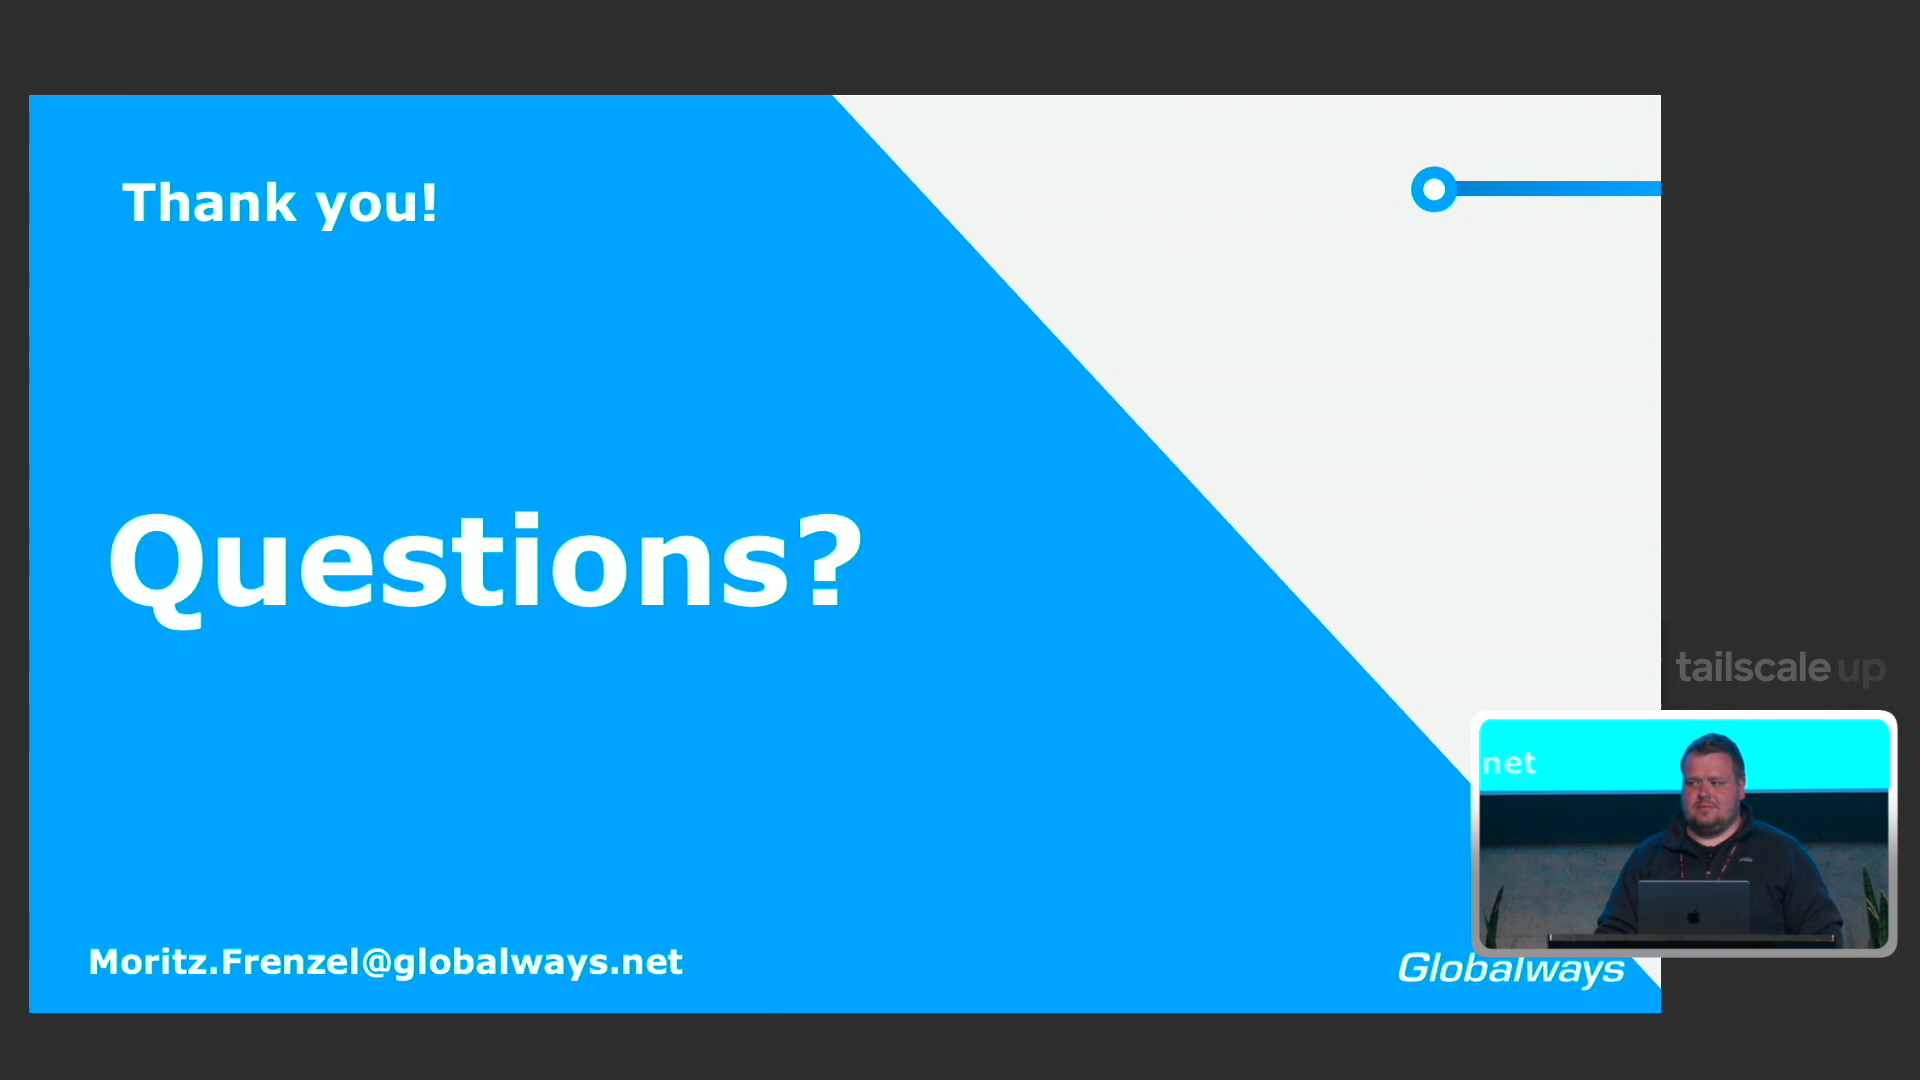 Thank you!
Questions?
tailscale up
net
Moritz.Frenzel@globalways.net
Globalways